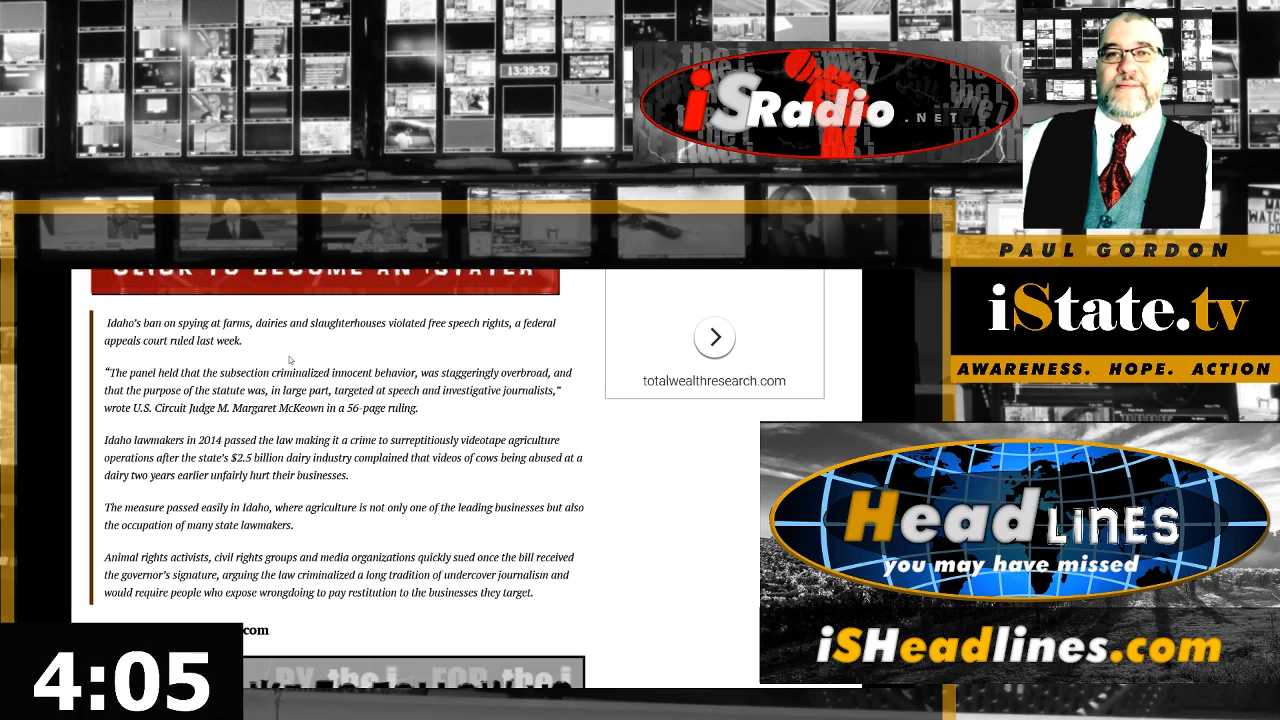 13:39:32
iSRadio
.NET
PAUL GORDON
iState.tv
AWARENESS. HOPE. ACTION
CLICK TO BECOME AN iSTATER
Idaho's ban on spying at farms, dairies and slaughterhouses violated free speech rights, a federal
appeals court ruled last week.
“The panel held that the subsection criminalized innocent behavior, was staggeringly overbroad, and
that the purpose of the statute was, in large part, targeted at speech and investigative journalists,”
wrote U.S. Circuit Judge M. Margaret McKeown in a 56-page ruling.
Idaho lawmakers in 2014 passed the law making it a crime to surreptitiously videotape agriculture
operations after the state's $2.5 billion dairy industry complained that videos of cows being abused at a
dairy two years earlier unfairly hurt their businesses.
The measure passed easily in Idaho, where agriculture is not only one of the leading businesses but also
the occupation of many state lawmakers.
Animal rights activists, civil rights groups and media organizations quickly sued once the bill received
the governor's signature, arguing the law criminalized a long tradition of undercover journalism and
would require people who expose wrongdoing to pay restitution to the businesses they target.
com
BY the i FOR the i
totalwealthresearch.com
HeadLINES
you may have missed
iSHeadlines.com
4:05